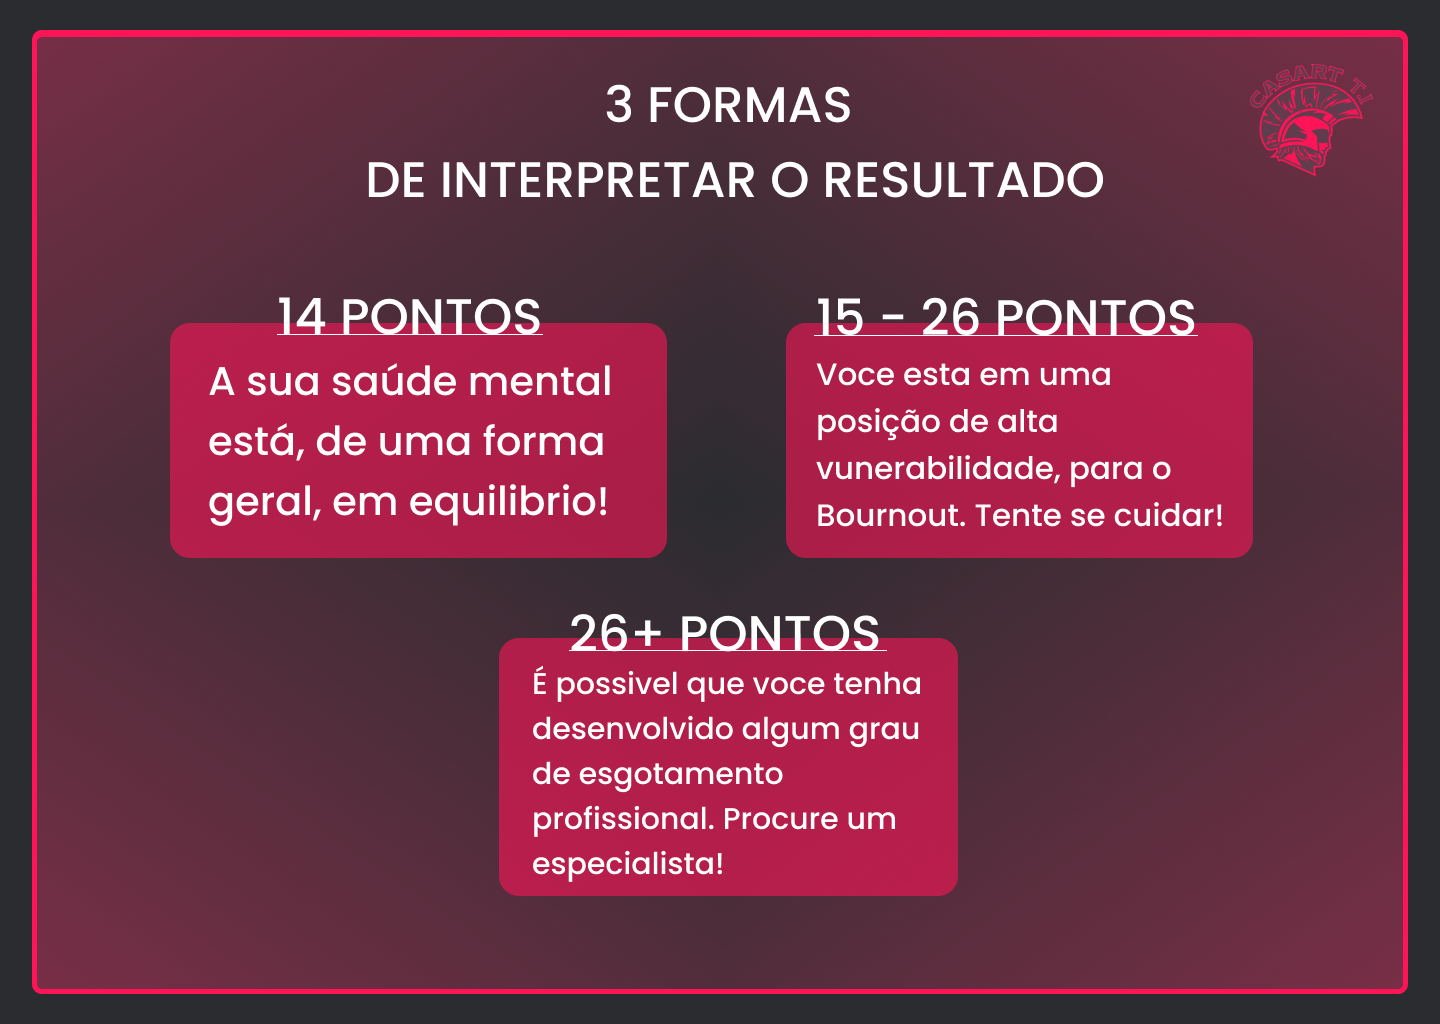 CASART TJ
3 FORMAS
DE INTERPRETAR O RESULTADO
14 PONTOS
A sua saúde mental
está, de uma forma
geral, em equilibrio!
15 - 26 PONTOS
Voce esta em uma
posição de alta
vunerabilidade, para o
Bournout. Tente se cuidar!
26+ PONTOS
É possivel que voce tenha
desenvolvido algum grau
de esgotamento
profissional. Procure um
especialista!